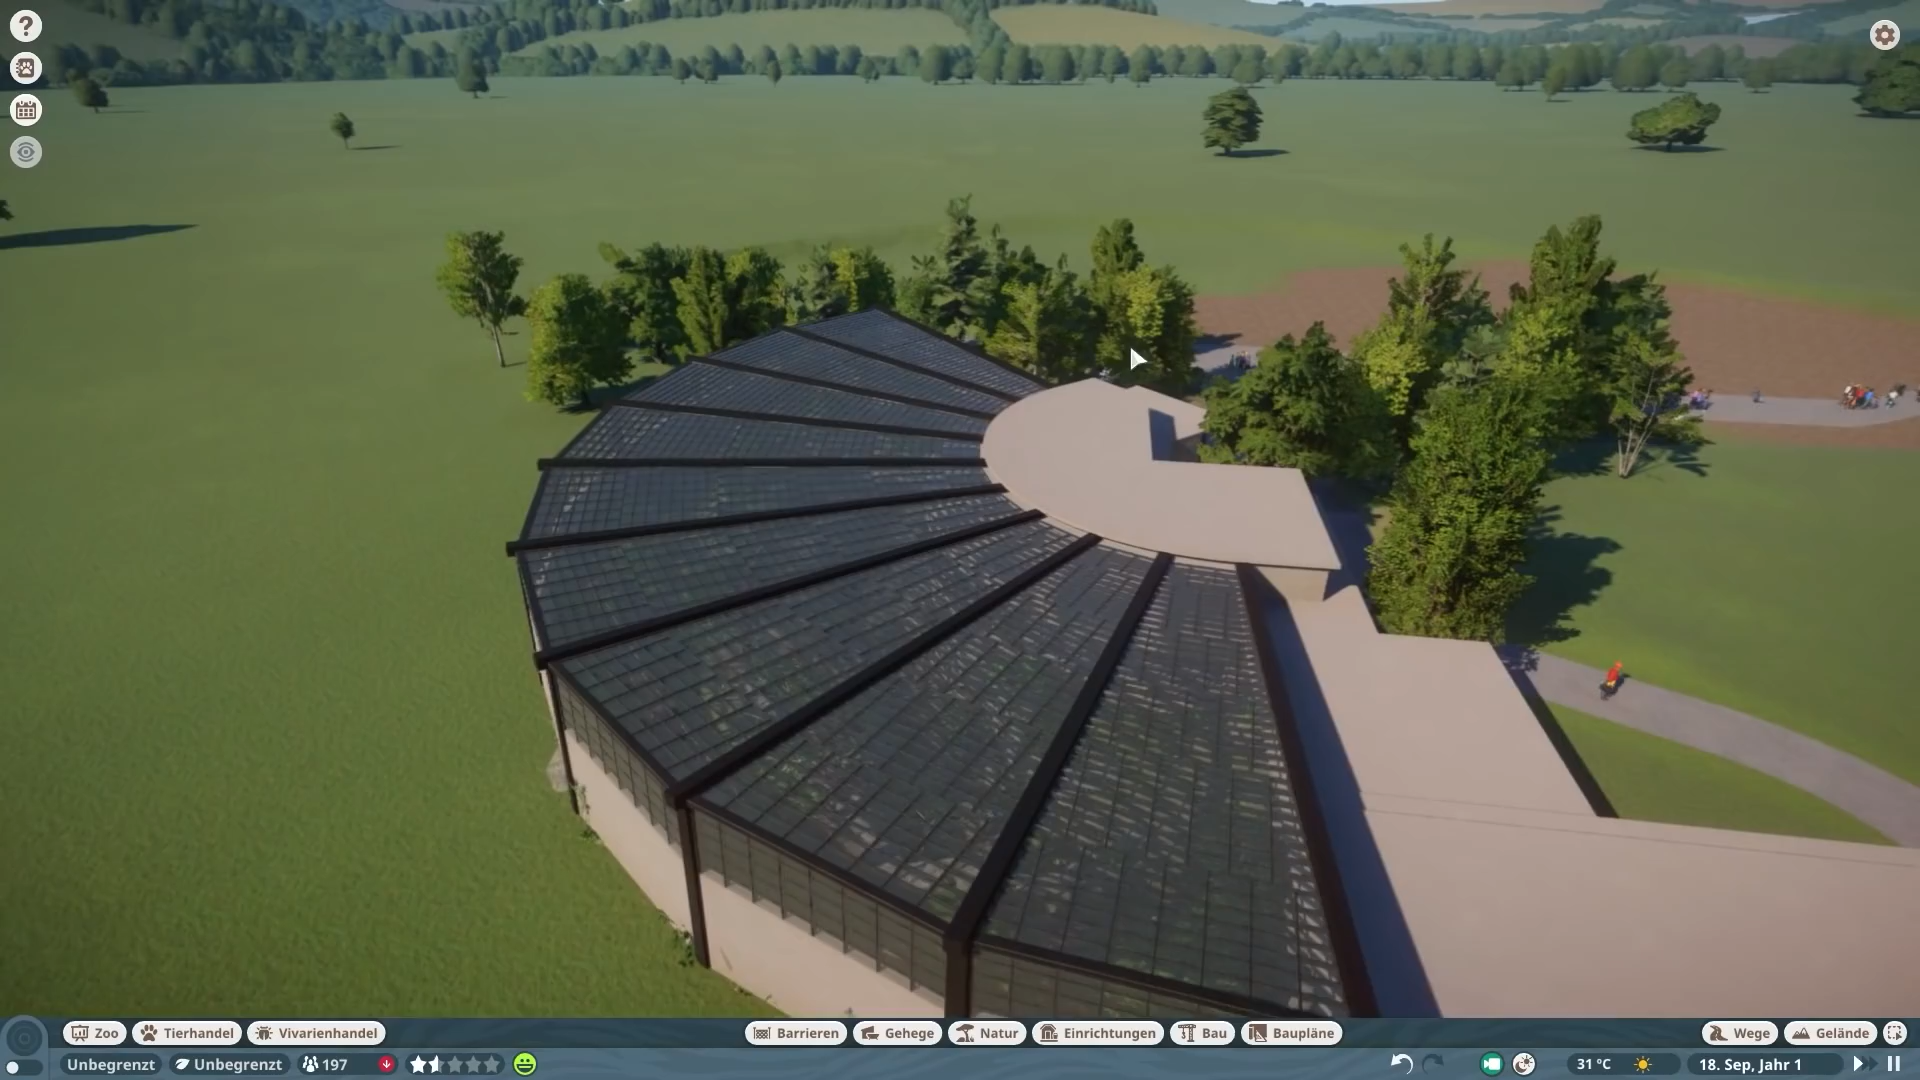 ?
Zoo
Tierhandel
Vivarienhandel
Barrieren
Gehege
Natur
Einrichtungen
Bau
Baupläne
Wege
Gelände
Unbegrenzt
Unbegrenzt
197
31 °C
18. Sep, Jahr 1